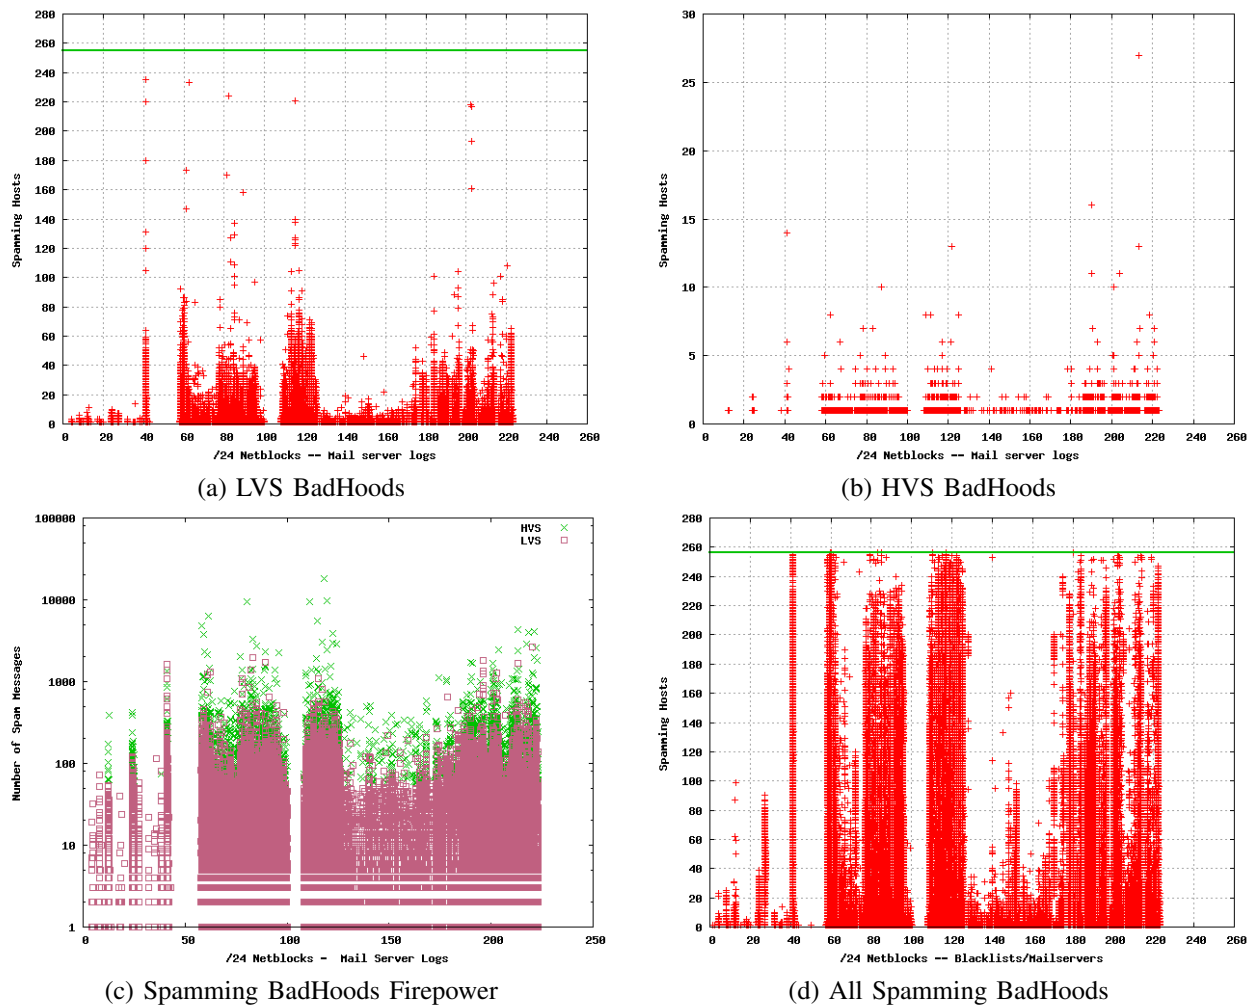 280
260
240
220
200
180
160
140
120
100
80
60
40
20
0
Spamming Hosts
0 20 40 60 80 100 120 140 160 180 200 220 240 260
/24 Netblocks -- Mail server logs
(a) LVS BadHoods
30
25
20
15
10
5
0
Spamming Hosts
0 20 40 60 80 100 120 140 160 180 200 220 240 260
/24 Netblocks -- Mail server logs
(b) HVS BadHoods
100000
10000
1000
100
10
1
Number of Spam Messages
HVS
LVS
0 50 100 150 200 250
/24 Netblocks - Mail Server Logs
(c) Spamming BadHoods Firepower
280
260
240
220
200
180
160
140
120
100
80
60
40
20
0
Spamming Hosts
0 20 40 60 80 100 120 140 160 180 200 220 240 260
/24 Netblocks -- Blacklists/Mailservers
(d) All Spamming BadHoods